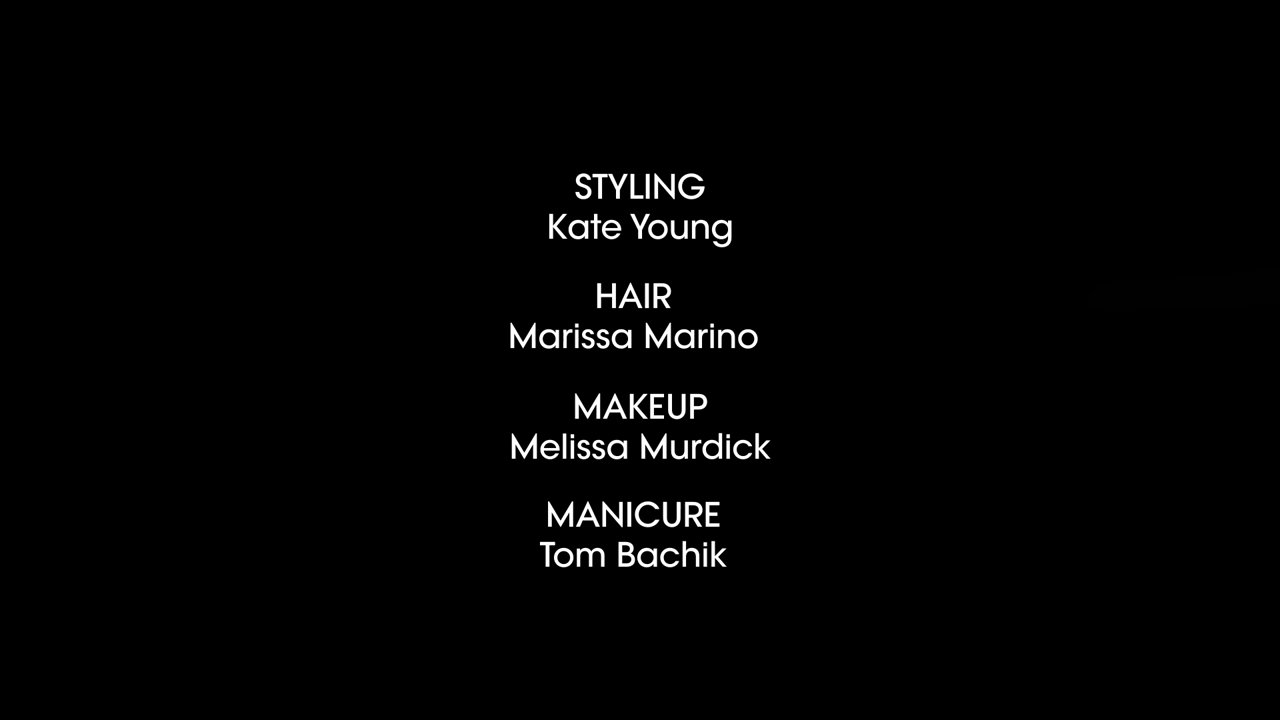 STYLING
Kate Young
HAIR
Marissa Marino
MAKEUP
Melissa Murdick
MANICURE
Tom Bachik